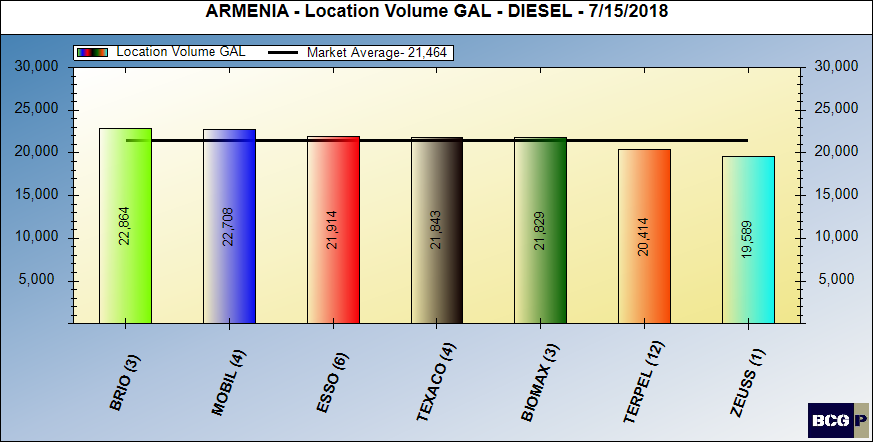 ARMENIA - Location Volume GAL - DIESEL - 7/15/2018
Location Volume GAL Market Average- 21,464
30,000 30,000
25,000 25,000
20,000 20,000
15,000 15,000
10,000 10,000
5,000 5,000
22,864 22,708 21,914 21,843 21,829 20,414 19,589
BRIO (3) MOBIL (4) ESSO (6) TEXACO (4) BIOMAX (3) TERPEL (12) ZEUSS (1)
BCG P